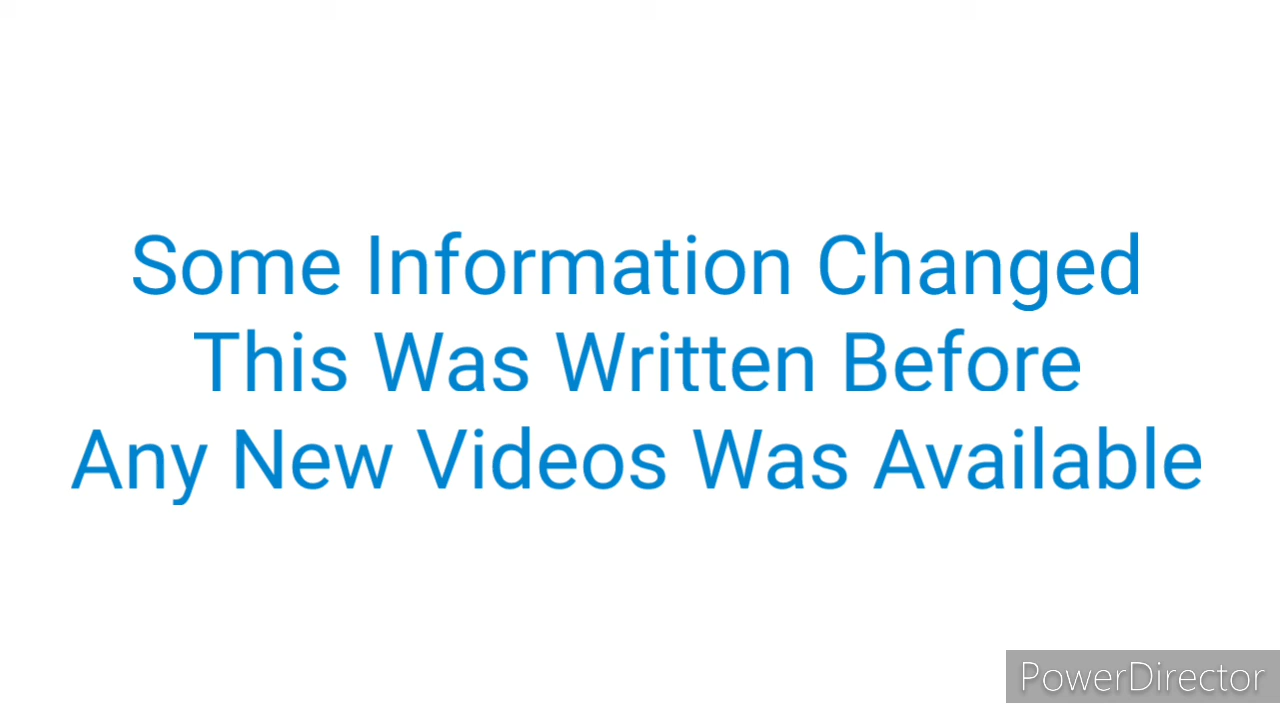 Some Information Changed
This Was Written Before
Any New Videos Was Available
PowerDirector